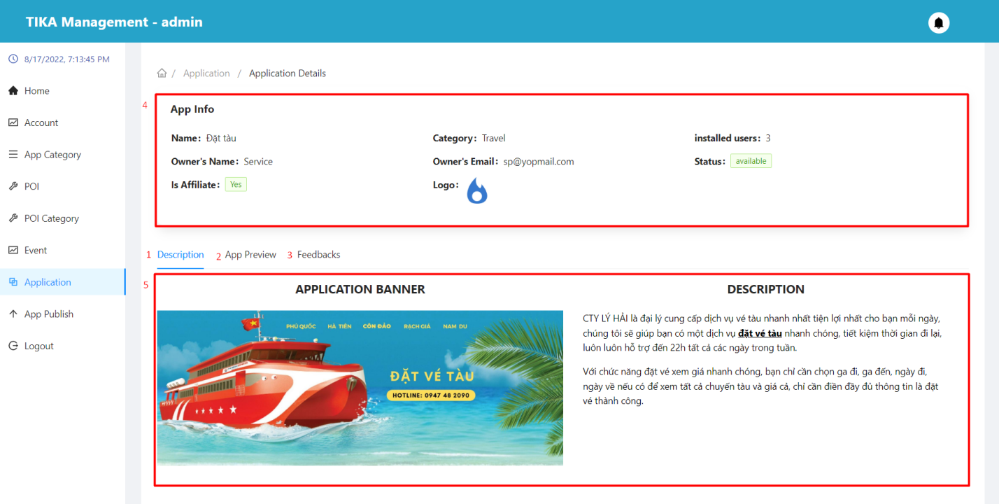 TIKA Management - admin
8/17/2022, 7:13:45 PM
Home
Account
App Category
POI
POI Category
Event
Application
App Publish
Logout
/ Application / Application Details
4
App Info
Name: Đặt tàu
Category: Travel
installed users: 3
Owner's Name: Service
Owner's Email: sp@yopmail.com
Status: available
Is Affiliate: Yes
Logo:
1 Description 2 App Preview 3 Feedbacks
5
APPLICATION BANNER
PHÚ QUỐC HÀ TIÊN CÔN ĐẢO RẠCH GIÁ NAM DU
ĐẶT VÉ TÀU
HOTLINE: 0947 48 2090
DESCRIPTION
CTY LÝ HẢI là đại lý cung cấp dịch vụ vé tàu nhanh nhất tiện lợi nhất cho bạn mỗi ngày,
chúng tôi sẽ giúp bạn có một dịch vụ đặt vé tàu nhanh chóng, tiết kiệm thời gian đi lại,
luôn luôn hỗ trợ đến 22h tất cả các ngày trong tuần.
Với chức năng đặt vé xem giá nhanh chóng, bạn chỉ cần chọn ga đi, ga đến, ngày đi,
ngày về nếu có để xem tất cả chuyến tàu và giá cả, chỉ cần điền đầy đủ thông tin là đặt
vé thành công.